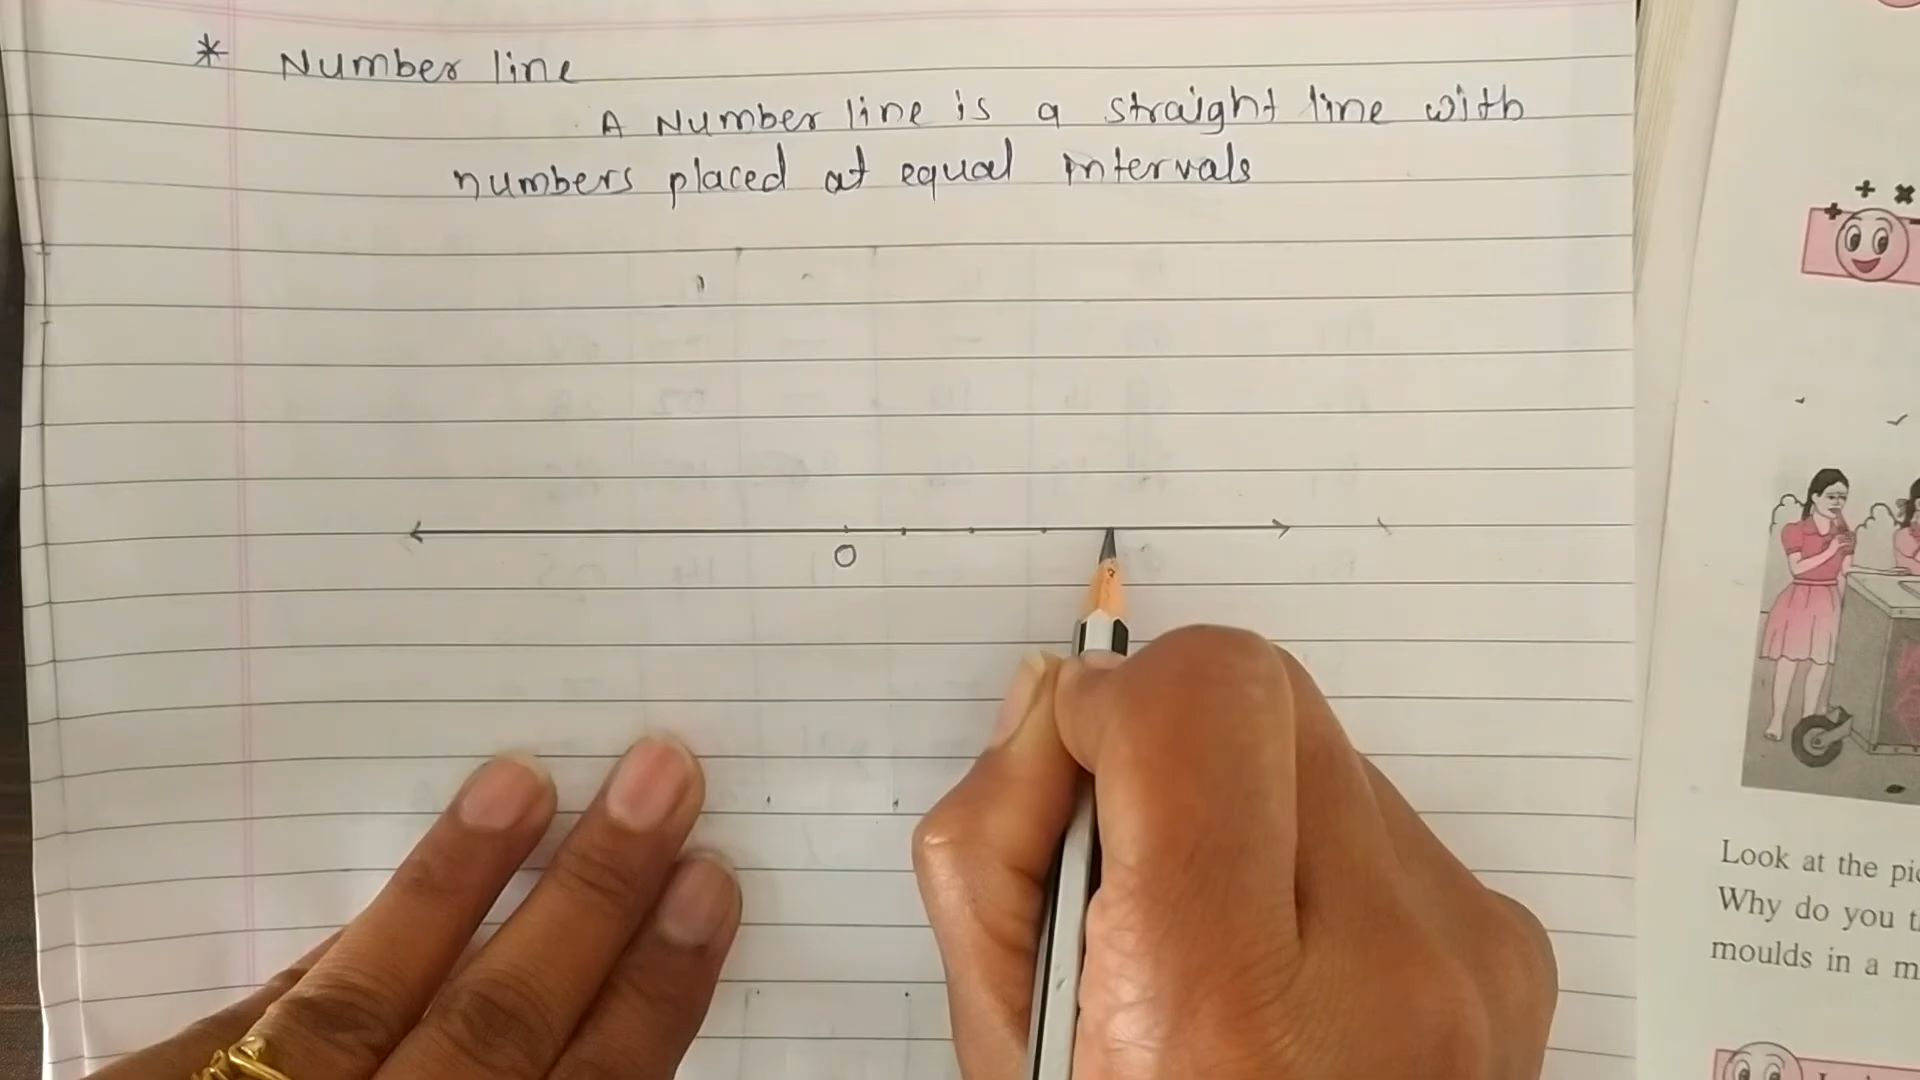 * Number line
A Number line is a straight line with
numbers placed at equal intervals
0
Look at the
Why do you
moulds in a